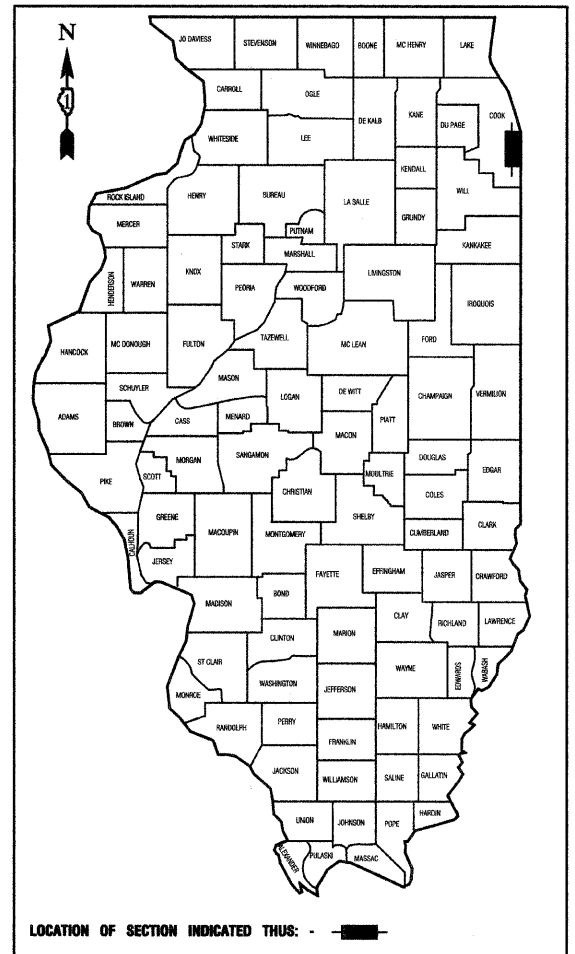 N
JO DAVIESS STEVENSON WINNEBAGO BOONE MC HENRY LAKE
CARROLL OGLE DE KALB KANE DU PAGE COOK
WHITESIDE LEE
KENDALL WILL
ROCK ISLAND HENRY BUREAU LA SALLE GRUNDY
MERCER PUTNAM
STARK MARSHALL KANKAKEE
HENDERSON WARREN KNOX PEORIA WOODFORD LIVINGSTON IROQUOIS
HANCOCK MC DONOUGH FULTON TAZEWELL MC LEAN FORD
MASON
SCHUYLER LOGAN DE WITT CHAMPAIGN VERMILION
ADAMS BROWN CASS MENARD MACON PIATT
MORGAN SANGAMON DOUGLAS
PIKE SCOTT CHRISTIAN MOULTRIE COLES EDGAR
GREENE MACOUPIN MONTGOMERY SHELBY CUMBERLAND CLARK
CALHOUN JERSEY
FAYETTE EFFINGHAM JASPER CRAWFORD
MADISON BOND
CLINTON MARION CLAY RICHLAND LAWRENCE
ST CLAIR WAYNE EDWARDS WABASH
WASHINGTON JEFFERSON
MONROE
RANDOLPH PERRY HAMILTON WHITE
FRANKLIN
JACKSON WILLIAMSON SALINE GALLATIN
UNION JOHNSON POPE HARDIN
ALEXANDER PULASKI MASSAC
LOCATION OF SECTION INDICATED THUS: -